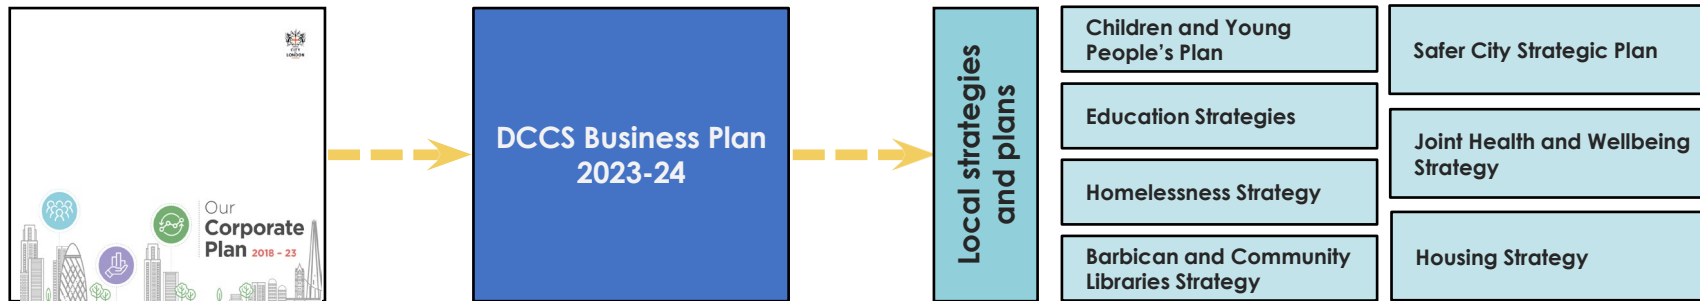 CITY
LONDON
Our
Corporate
Plan 2018 - 23
DCCS Business Plan
2023-24
Local strategies
and plans
Children and Young
People’s Plan
Education Strategies
Homelessness Strategy
Barbican and Community
Libraries Strategy
Safer City Strategic Plan
Joint Health and Wellbeing
Strategy
Housing Strategy